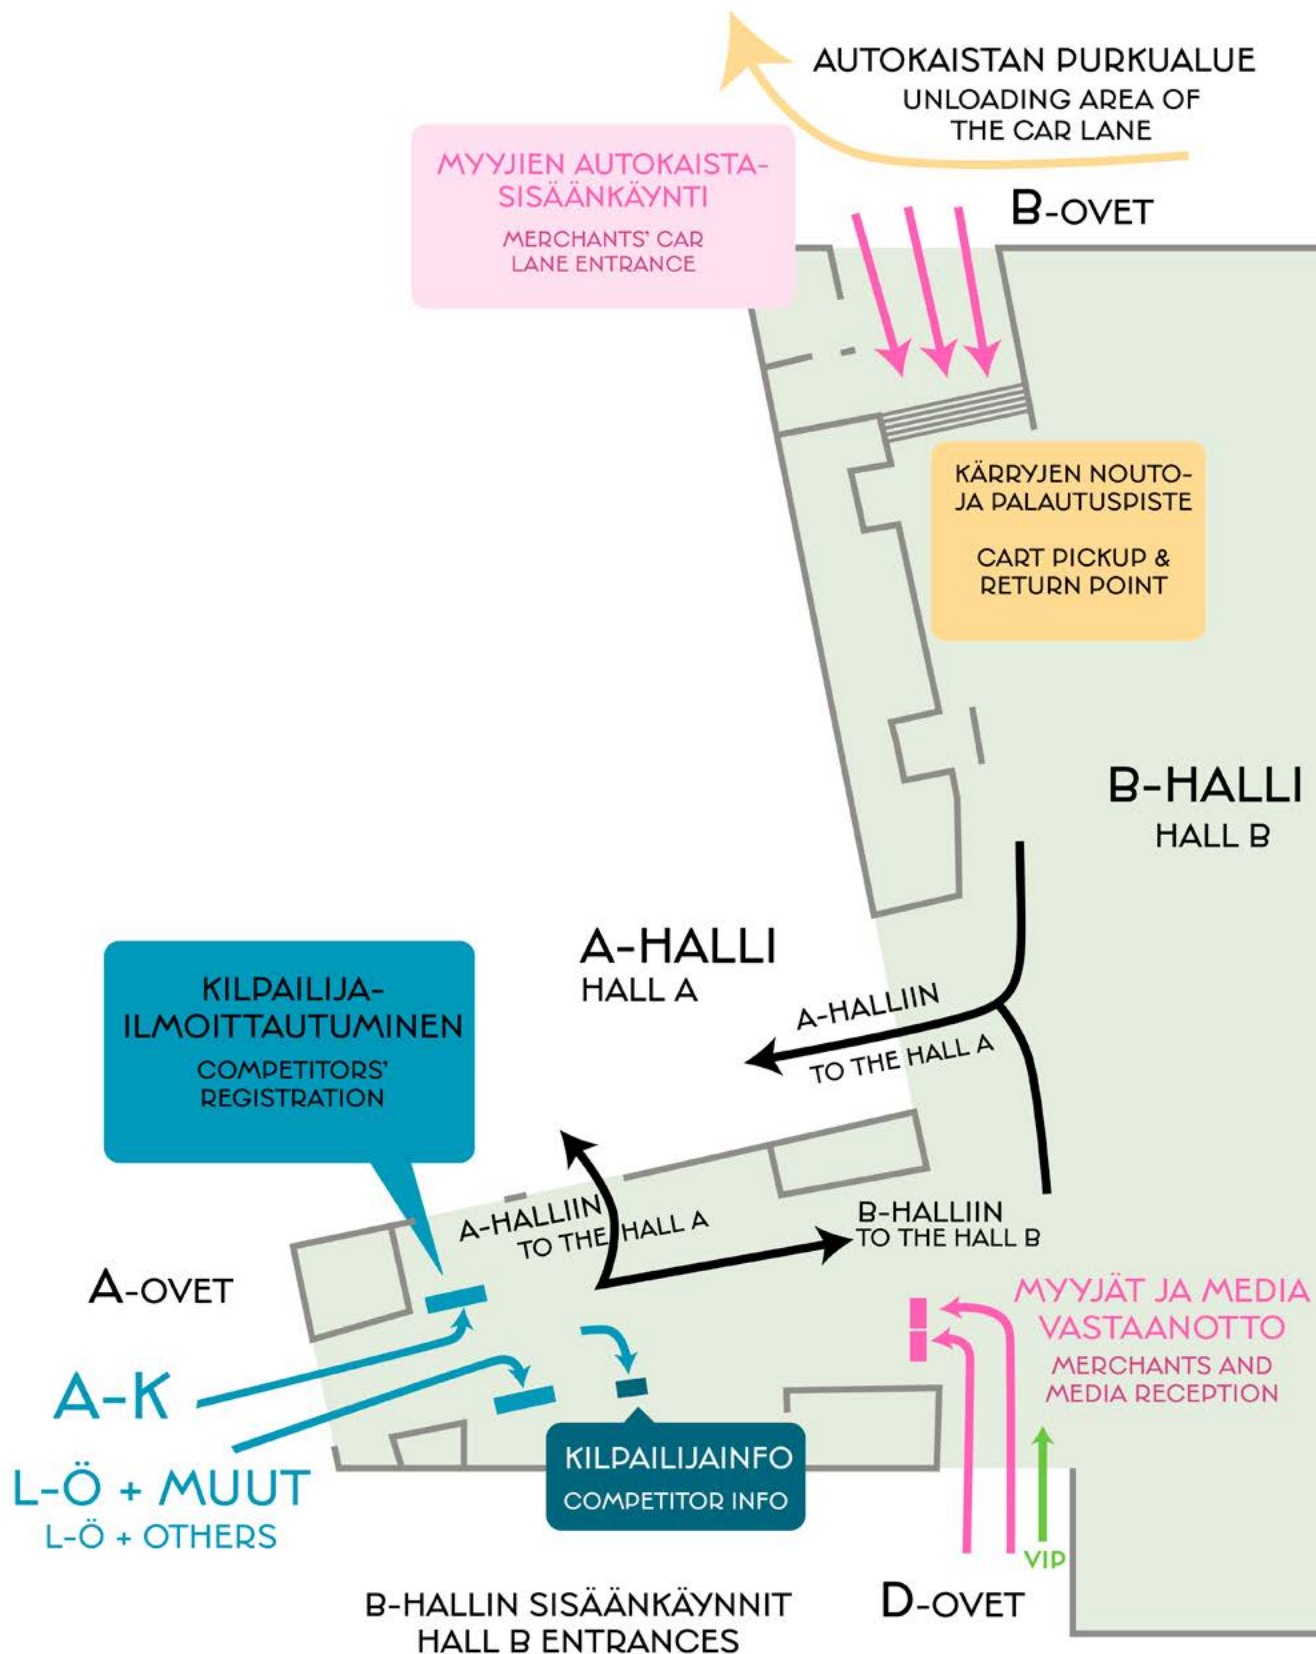 AUTOKAISTAN PURKUALUE
UNLOADING AREA OF
THE CAR LANE
MYYJIEN AUTOKAISTA-
SISÄÄNKÄYNTI
MERCHANTS' CAR
LANE ENTRANCE
B-OVET
KÄRRYJEN NOUTO-
JA PALAUTUSPISTE
CART PICKUP &
RETURN POINT
B-HALLI
HALL B
A-HALLI
HALL A
A-HALLIIN
TO THE HALL A
KILPAILIJA-
ILMOITTAUTUMINEN
COMPETITORS'
REGISTRATION
A-HALLIIN
TO THE HALL A
B-HALLIIN
TO THE HALL B
A-OVET
MYYJÄT JA MEDIA
VASTAANOTTO
MERCHANTS AND
MEDIA RECEPTION
A-K
L-Ö + MUUT
L-Ö + OTHERS
KILPAILIJAINFO
COMPETITOR INFO
VIP
D-OVET
B-HALLIN SISÄÄNKÄYNNIT
HALL B ENTRANCES